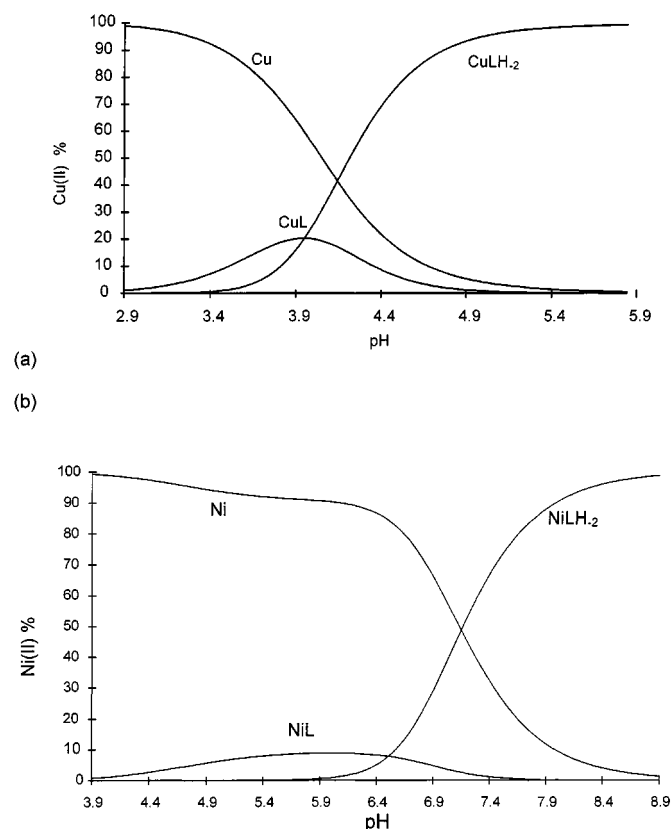 100
90
80
70
60
50
40
30
20
10
0
Cu(II) %
Cu
CuLH-2
CuL
2.9 3.4 3.9 4.4 4.9 5.4 5.9
pH
(a)
(b)
100
90
80
70
60
50
40
30
20
10
0
Ni(II) %
Ni
NiLH-2
NiL
3.9 4.4 4.9 5.4 5.9 6.4 6.9 7.4 7.9 8.4 8.9
pH